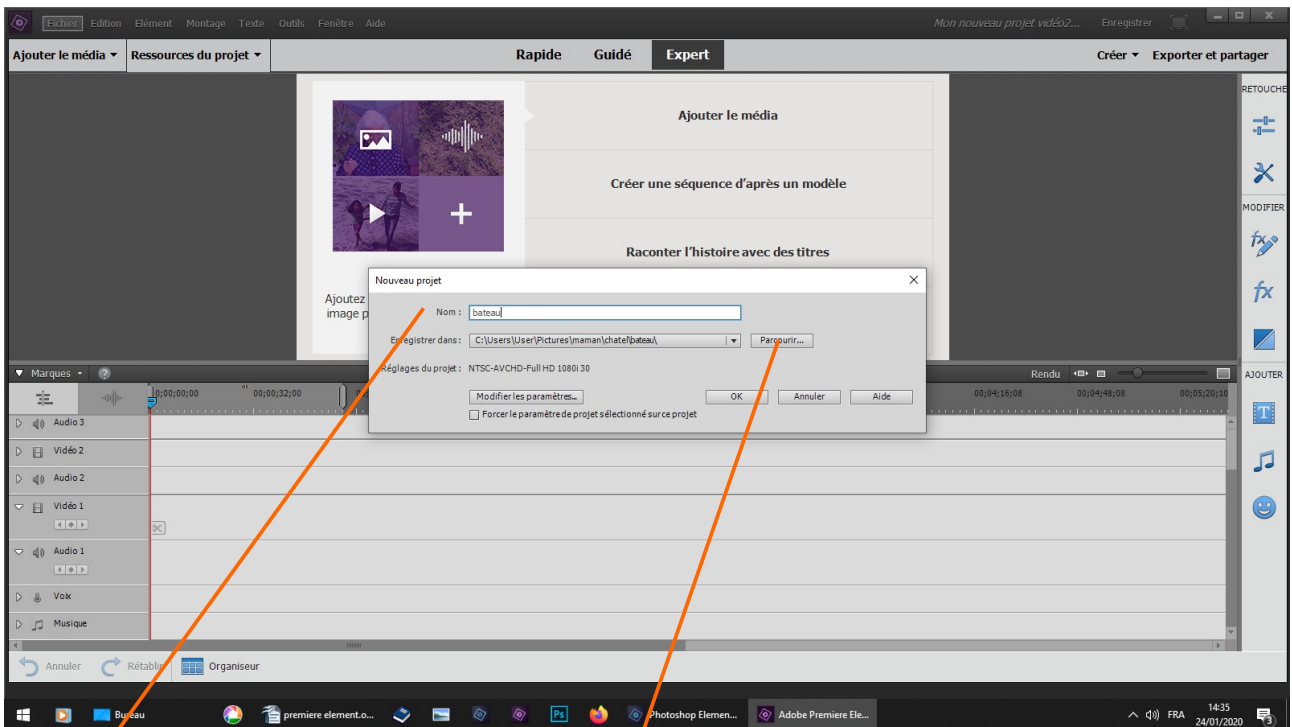 Fichier Edition Elément Montage Texte Outils Fenêtre Aide Mon nouveau projet vidéo2... Enregistrer
Ajouter le média Ressources du projet Rapide Guidé Expert Créer Exporter et partager
RETOUCHE
Ajouter le média
Créer une séquence d'après un modèle
MODIFIER
Raconter l'histoire avec des titres
Nouveau projet
Ajoutez
image p
Nom : bateau
Enregistrer dans : C:\Users\User\Pictures\maman\chatel\bateau\ Parcourir...
Réglages du projet : NTSC-AVCHD-Full HD 1080i 30
Modifier les paramètres... OK Annuler Aide
Forcer le paramètre de projet sélectionné sur ce projet
Marques Rendu AJOUTER
00;00;32;00 00;04;16;08 00;04;48;08 00;05;20;10
Audio 3
Vidéo 2
Audio 2
Vidéo 1
Audio 1
Voix
Musique
Annuler Rétablir Organiseur
Bureau premiere element.o... Ps Photoshop Elemen... Adobe Premiere Ele... FRA 14:35
24/01/2020